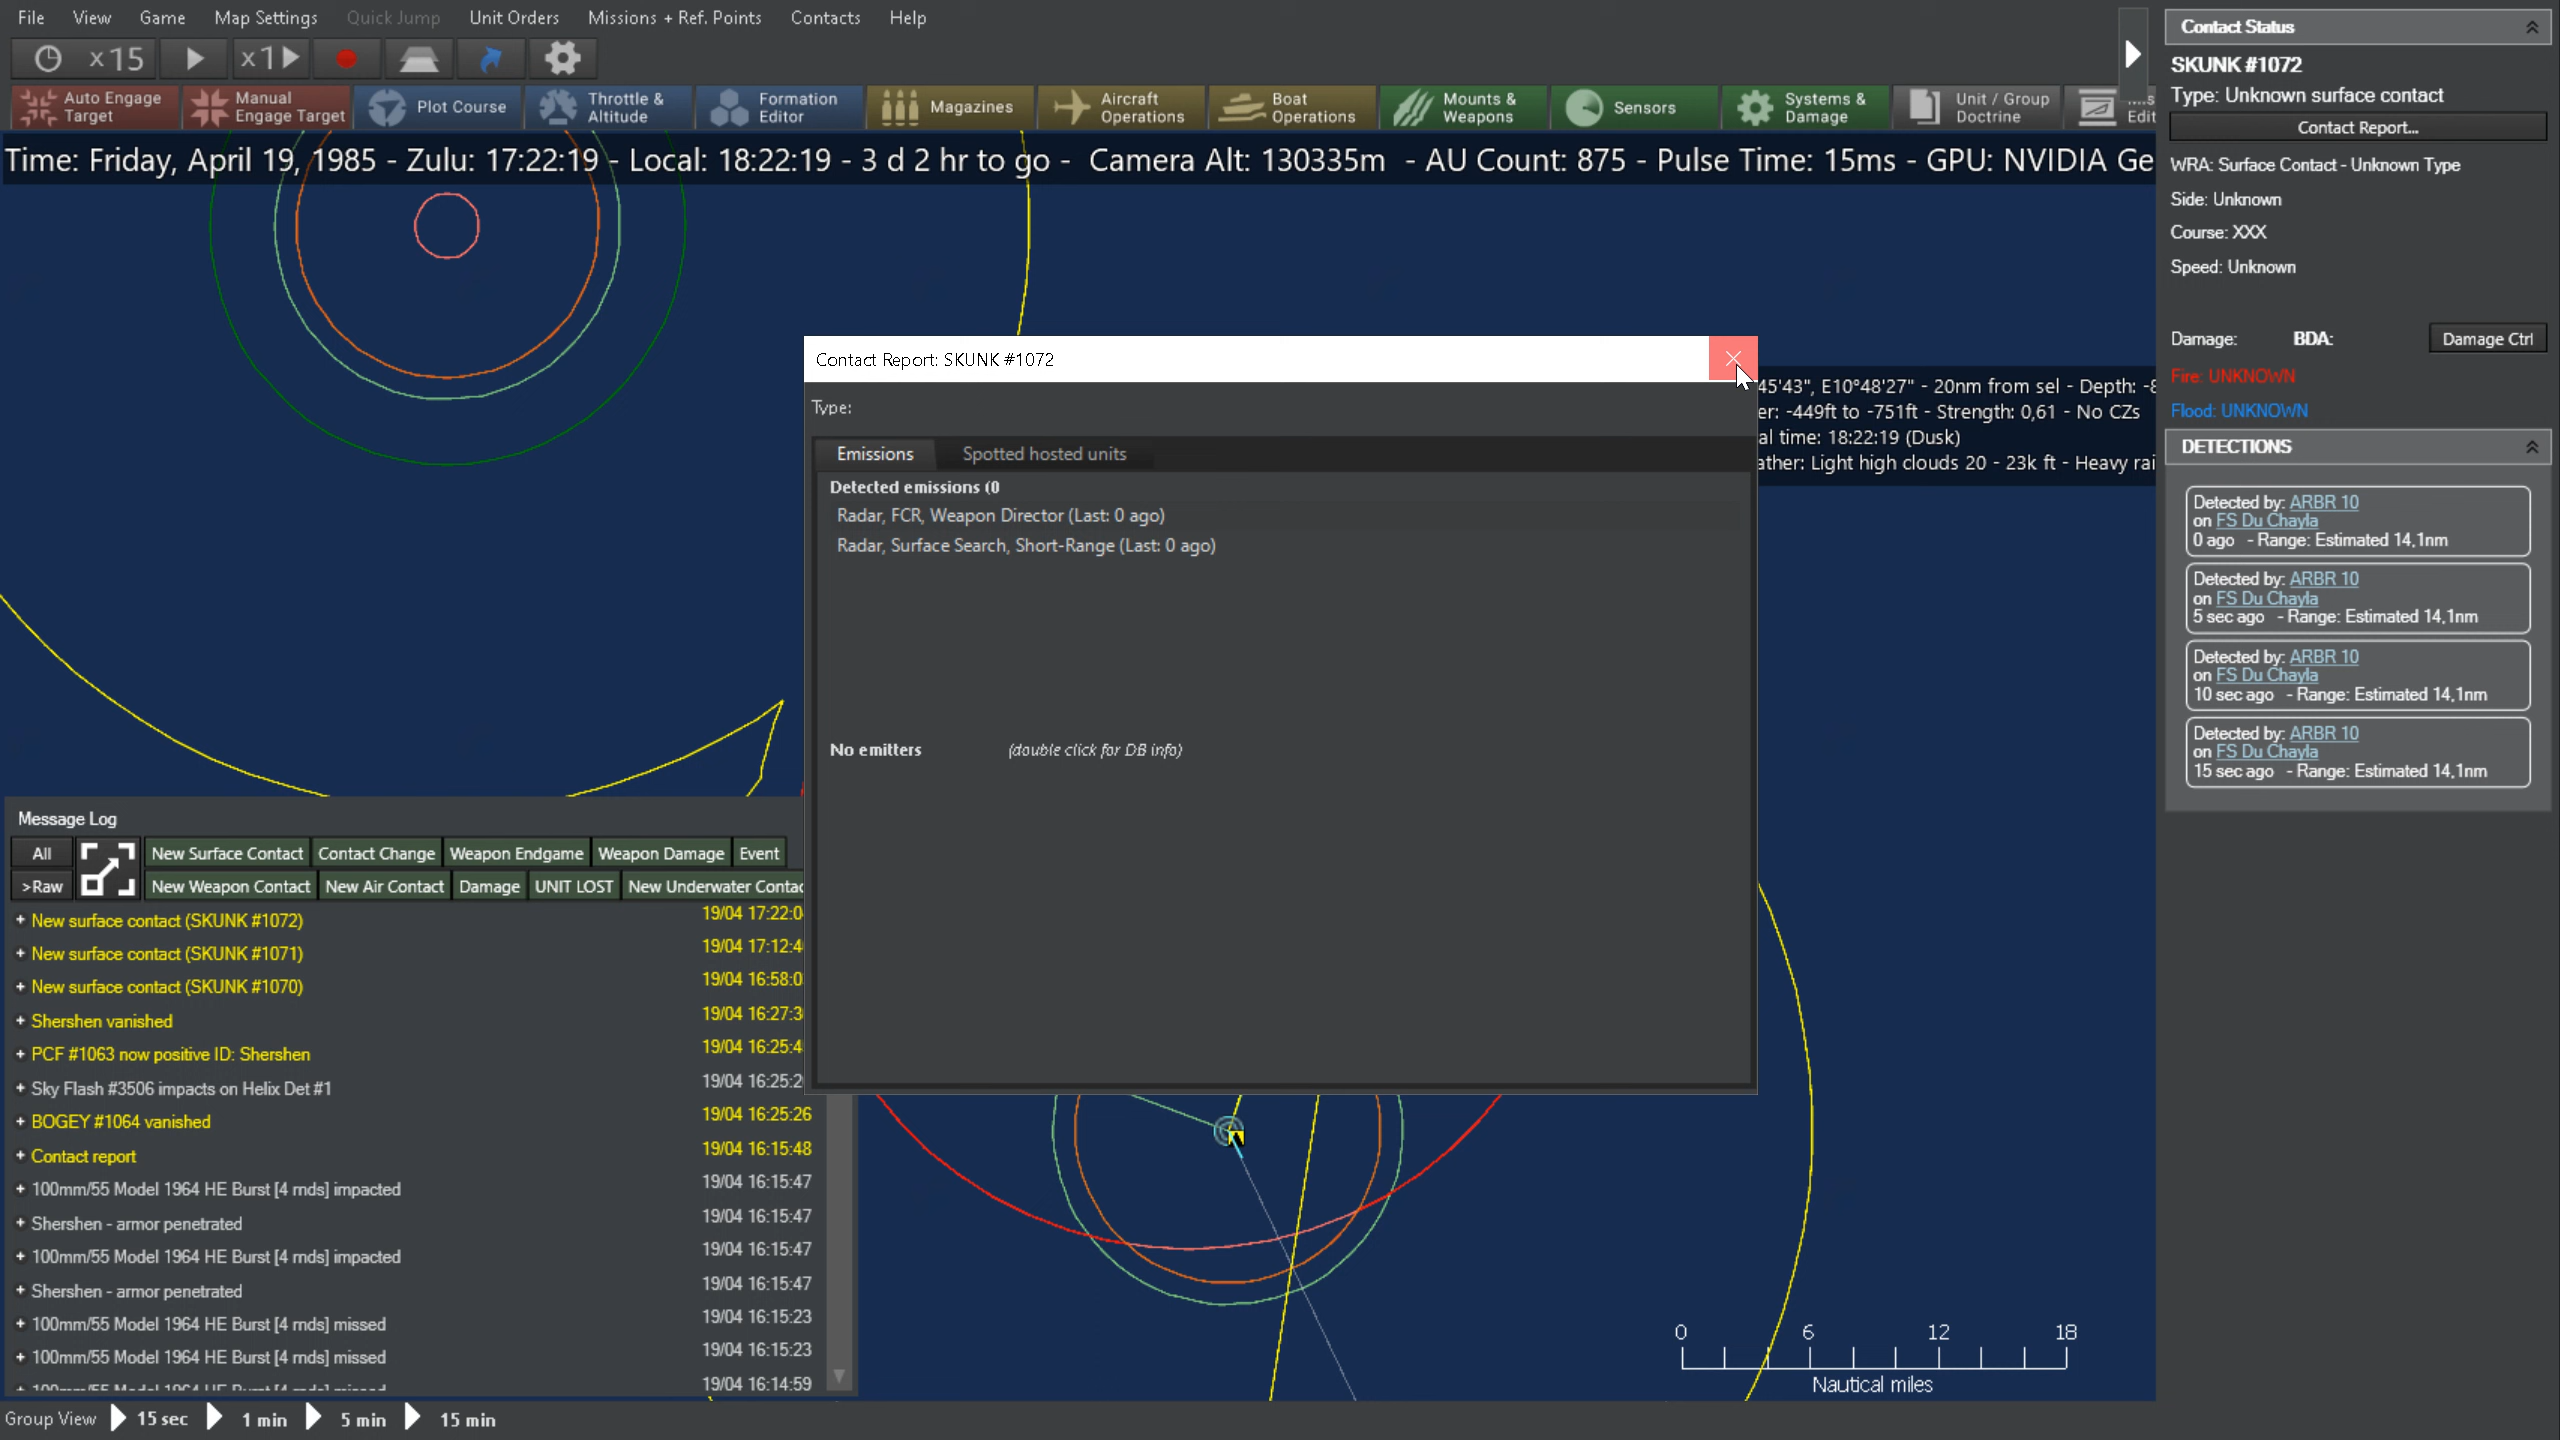 File View Game Map Settings Quick Jump Unit Orders Missions + Ref. Points Contacts Help
x15 x1
Auto Engage Target
Manual Engage Target
Plot Course
Throttle & Altitude
Formation Editor
Magazines
Aircraft Operations
Boat Operations
Mounts & Weapons
Sensors
Systems & Damage
Unit / Group Doctrine
Time: Friday, April 19, 1985 - Zulu: 17:22:19 - Local: 18:22:19 - 3 d 2 hr to go - Camera Alt: 130335m - AU Count: 875 - Pulse Time: 15ms - GPU: NVIDIA Ge
Contact Report: SKUNK #1072
Type:
Emissions Spotted hosted units
Detected emissions (0
Radar, FCR, Weapon Director (Last: 0 ago)
Radar, Surface Search, Short-Range (Last: 0 ago)
No emitters (double click for DB info)
45'43", E10°48'27" - 20nm from sel - Depth: -8
er: -449ft to -751ft - Strength: 0,61 - No CZs
al time: 18:22:19 (Dusk)
ather: Light high clouds 20 - 23k ft - Heavy rai
Message Log
All New Surface Contact Contact Change Weapon Endgame Weapon Damage Event
>Raw New Weapon Contact New Air Contact Damage UNIT LOST New Underwater Contac
+ New surface contact (SKUNK #1072) 19/04 17:22:0
+ New surface contact (SKUNK #1071) 19/04 17:12:4
+ New surface contact (SKUNK #1070) 19/04 16:58:0
+ Shershen vanished 19/04 16:27:3
+ PCF #1063 now positive ID: Shershen 19/04 16:25:4
+ Sky Flash #3506 impacts on Helix Det #1 19/04 16:25:2
+ BOGEY #1064 vanished 19/04 16:25:26
+ Contact report 19/04 16:15:48
+ 100mm/55 Model 1964 HE Burst [4 rnds] impacted 19/04 16:15:47
+ Shershen - armor penetrated 19/04 16:15:47
+ 100mm/55 Model 1964 HE Burst [4 rnds] impacted 19/04 16:15:47
+ Shershen - armor penetrated 19/04 16:15:47
+ 100mm/55 Model 1964 HE Burst [4 rnds] missed 19/04 16:15:23
+ 100mm/55 Model 1964 HE Burst [4 rnds] missed 19/04 16:15:23
19/04 16:14:59
0 6 12 18
Nautical miles
Group View 15 sec 1 min 5 min 15 min
Contact Status
SKUNK #1072
Type: Unknown surface contact
Contact Report...
WRA: Surface Contact - Unknown Type
Side: Unknown
Course: XXX
Speed: Unknown
Damage: BDA: Damage Ctrl
Fire: UNKNOWN
Flood: UNKNOWN
DETECTIONS
Detected by: ARBR 10
on FS Du Chayla
0 ago - Range: Estimated 14,1nm
Detected by: ARBR 10
on FS Du Chayla
5 sec ago - Range: Estimated 14,1nm
Detected by: ARBR 10
on FS Du Chayla
10 sec ago - Range: Estimated 14,1nm
Detected by: ARBR 10
on FS Du Chayla
15 sec ago - Range: Estimated 14,1nm